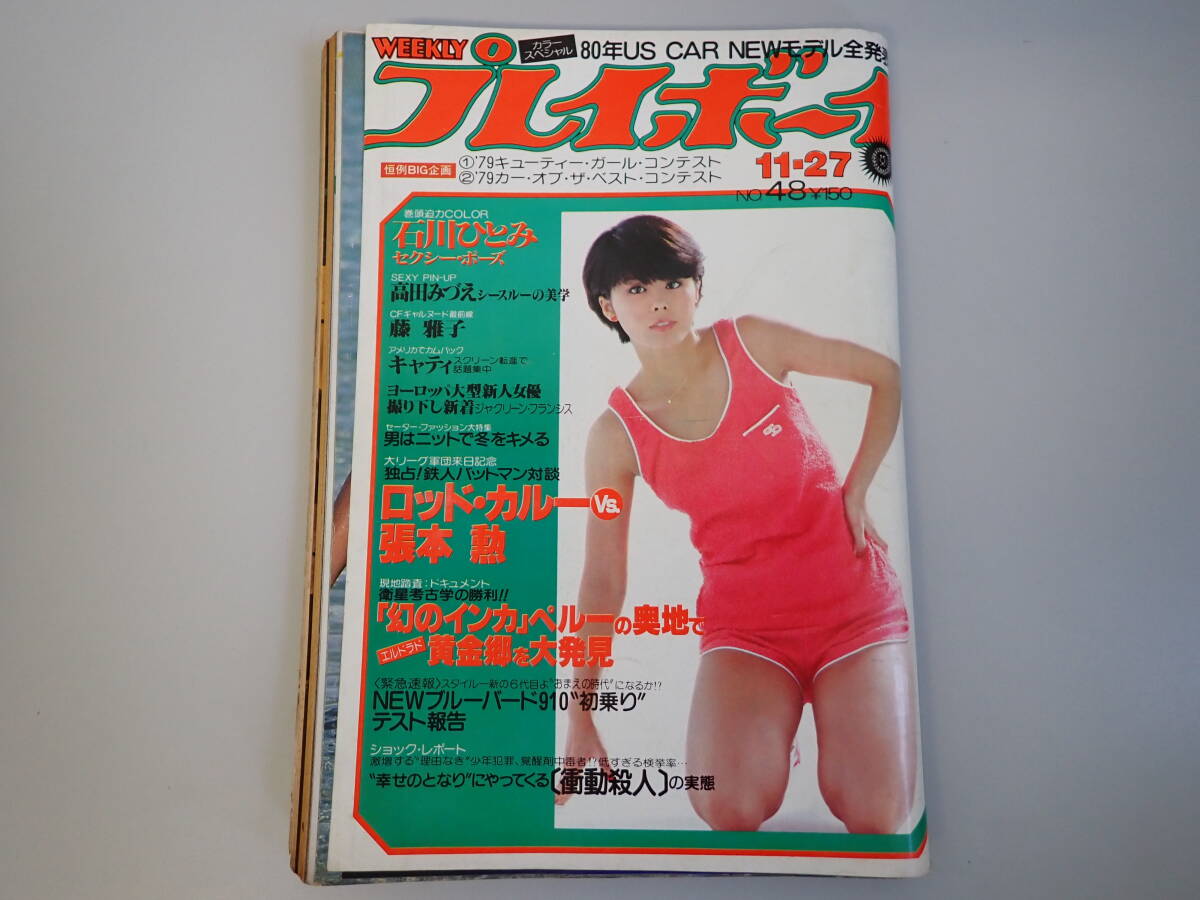 WEEKLY
カラー
スペシャル
80年US CAR NEWモデル全発表
プレイボーイ
恒例BIG企画
①'79キューティー・ガール・コンテスト
②'79カー・オブ・ザ・ベスト・コンテスト
11-27
NO.48 ¥150
巻頭迫力COLOR
石川ひとみ
セクシー・ポーズ
SEXY PIN-UP
高田みづえシースルーの美学
CFギャルヌード最前線
藤 雅子
アメリカでカムバック
キャティ スクリーン転進で
話題集中
ヨーロッパ大型新人女優
撮り下し新着ジャクリーン・フランシス
セーター・ファッション大特集
男はニットで冬をキメる
大リーグ軍団来日記念
独占!鉄人バットマン対談
ロッド・カルーVs.
張本 勲
現地踏査:ドキュメント
衛星考古学の勝利!!
「幻のインカ」ペルーの奥地で
エルドラド
黄金郷を大発見
〈緊急速報〉スタイル一新の6代目よ"おまえの時代"になるか!?
NEWブルーバード910"初乗り"
テスト報告
ショック・レポート
激増する"理由なき"少年犯罪、覚醒剤中毒者!?低すぎる検挙率…
"幸せのとなり"にやってくる〔衝動殺人〕の実態